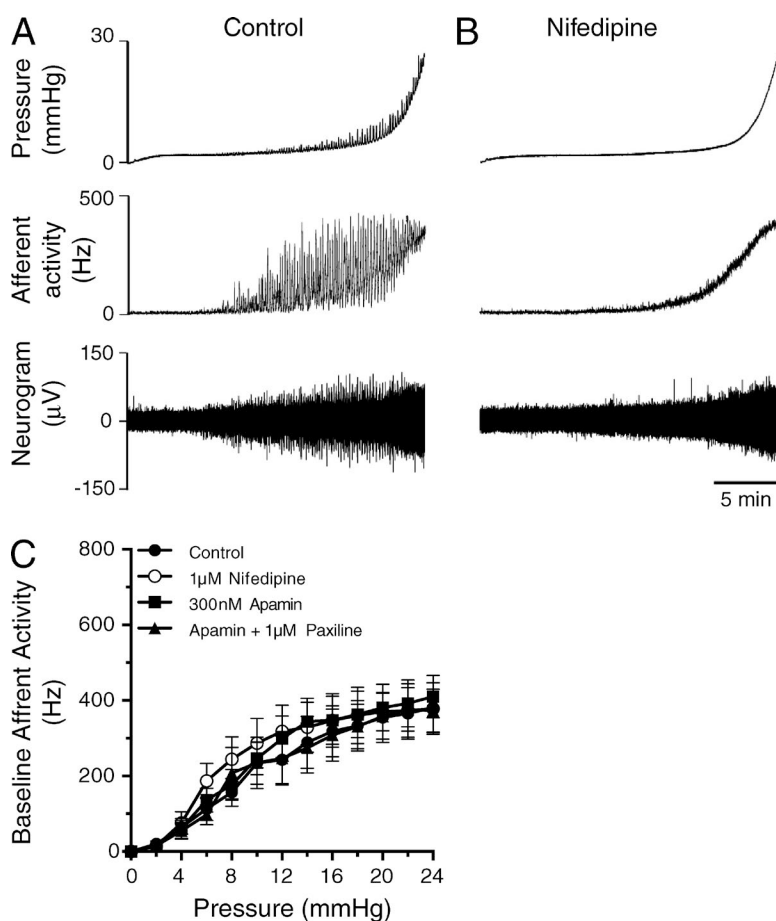 A
Control
B
Nifedipine
30
Pressure
(mmHg)
0
500
Afferent
activity
(Hz)
0
150
Neurogram
(µV)
0
-150
5 min
C
800
Control
1µM Nifedipine
300nM Apamin
Apamin + 1µM Paxiline
600
Baseline Affrent Activity
(Hz)
400
200
0
0 4 8 12 16 20 24
Pressure (mmHg)